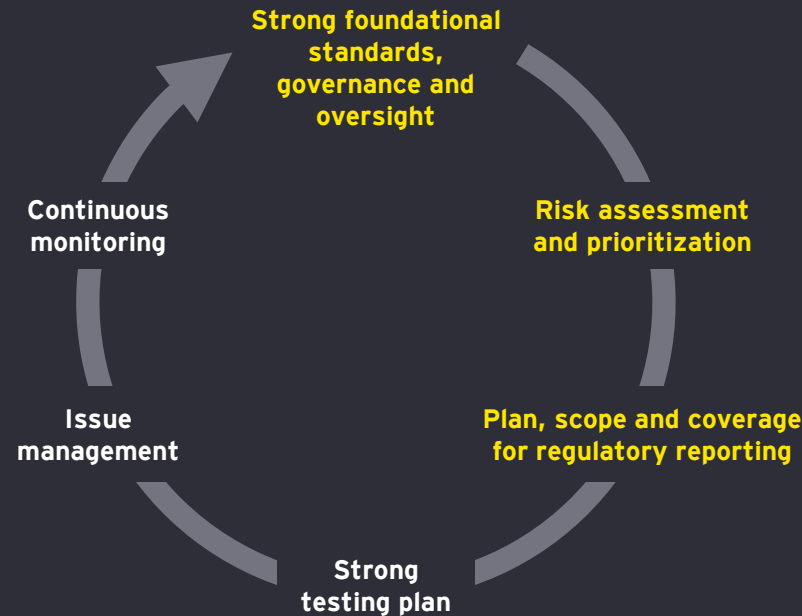 Strong foundational
standards,
governance and
oversight
Risk assessment
and prioritization
Plan, scope and coverage
for regulatory reporting
Strong
testing plan
Issue
management
Continuous
monitoring